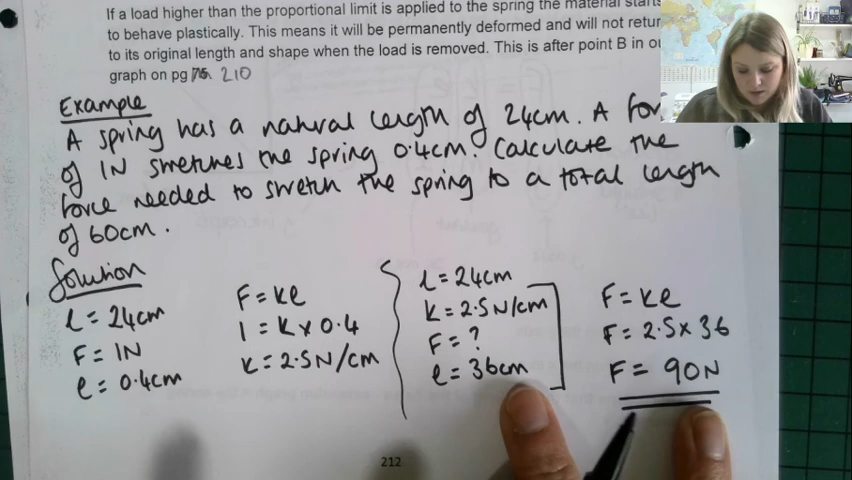 If a load higher than the proportional limit is applied to the spring the material starts
to behave plastically. This means it will be permanently deformed and will not retur
to its original length and shape when the load is removed. This is after point B in ou
graph on pg 210
Example
A spring has a natural length of 24cm. A for
of 1N stretches the spring 0.4cm. Calculate the
force needed to stretch the spring to a total length
of 60cm.
Solution
L = 24cm
F = 1N
e = 0.4cm
F = Ke
1 = K x 0.4
K = 2.5N/cm
L = 24cm
K = 2.5N/cm
F = ?
e = 36cm
F = Ke
F = 2.5 x 36
F = 90N
212